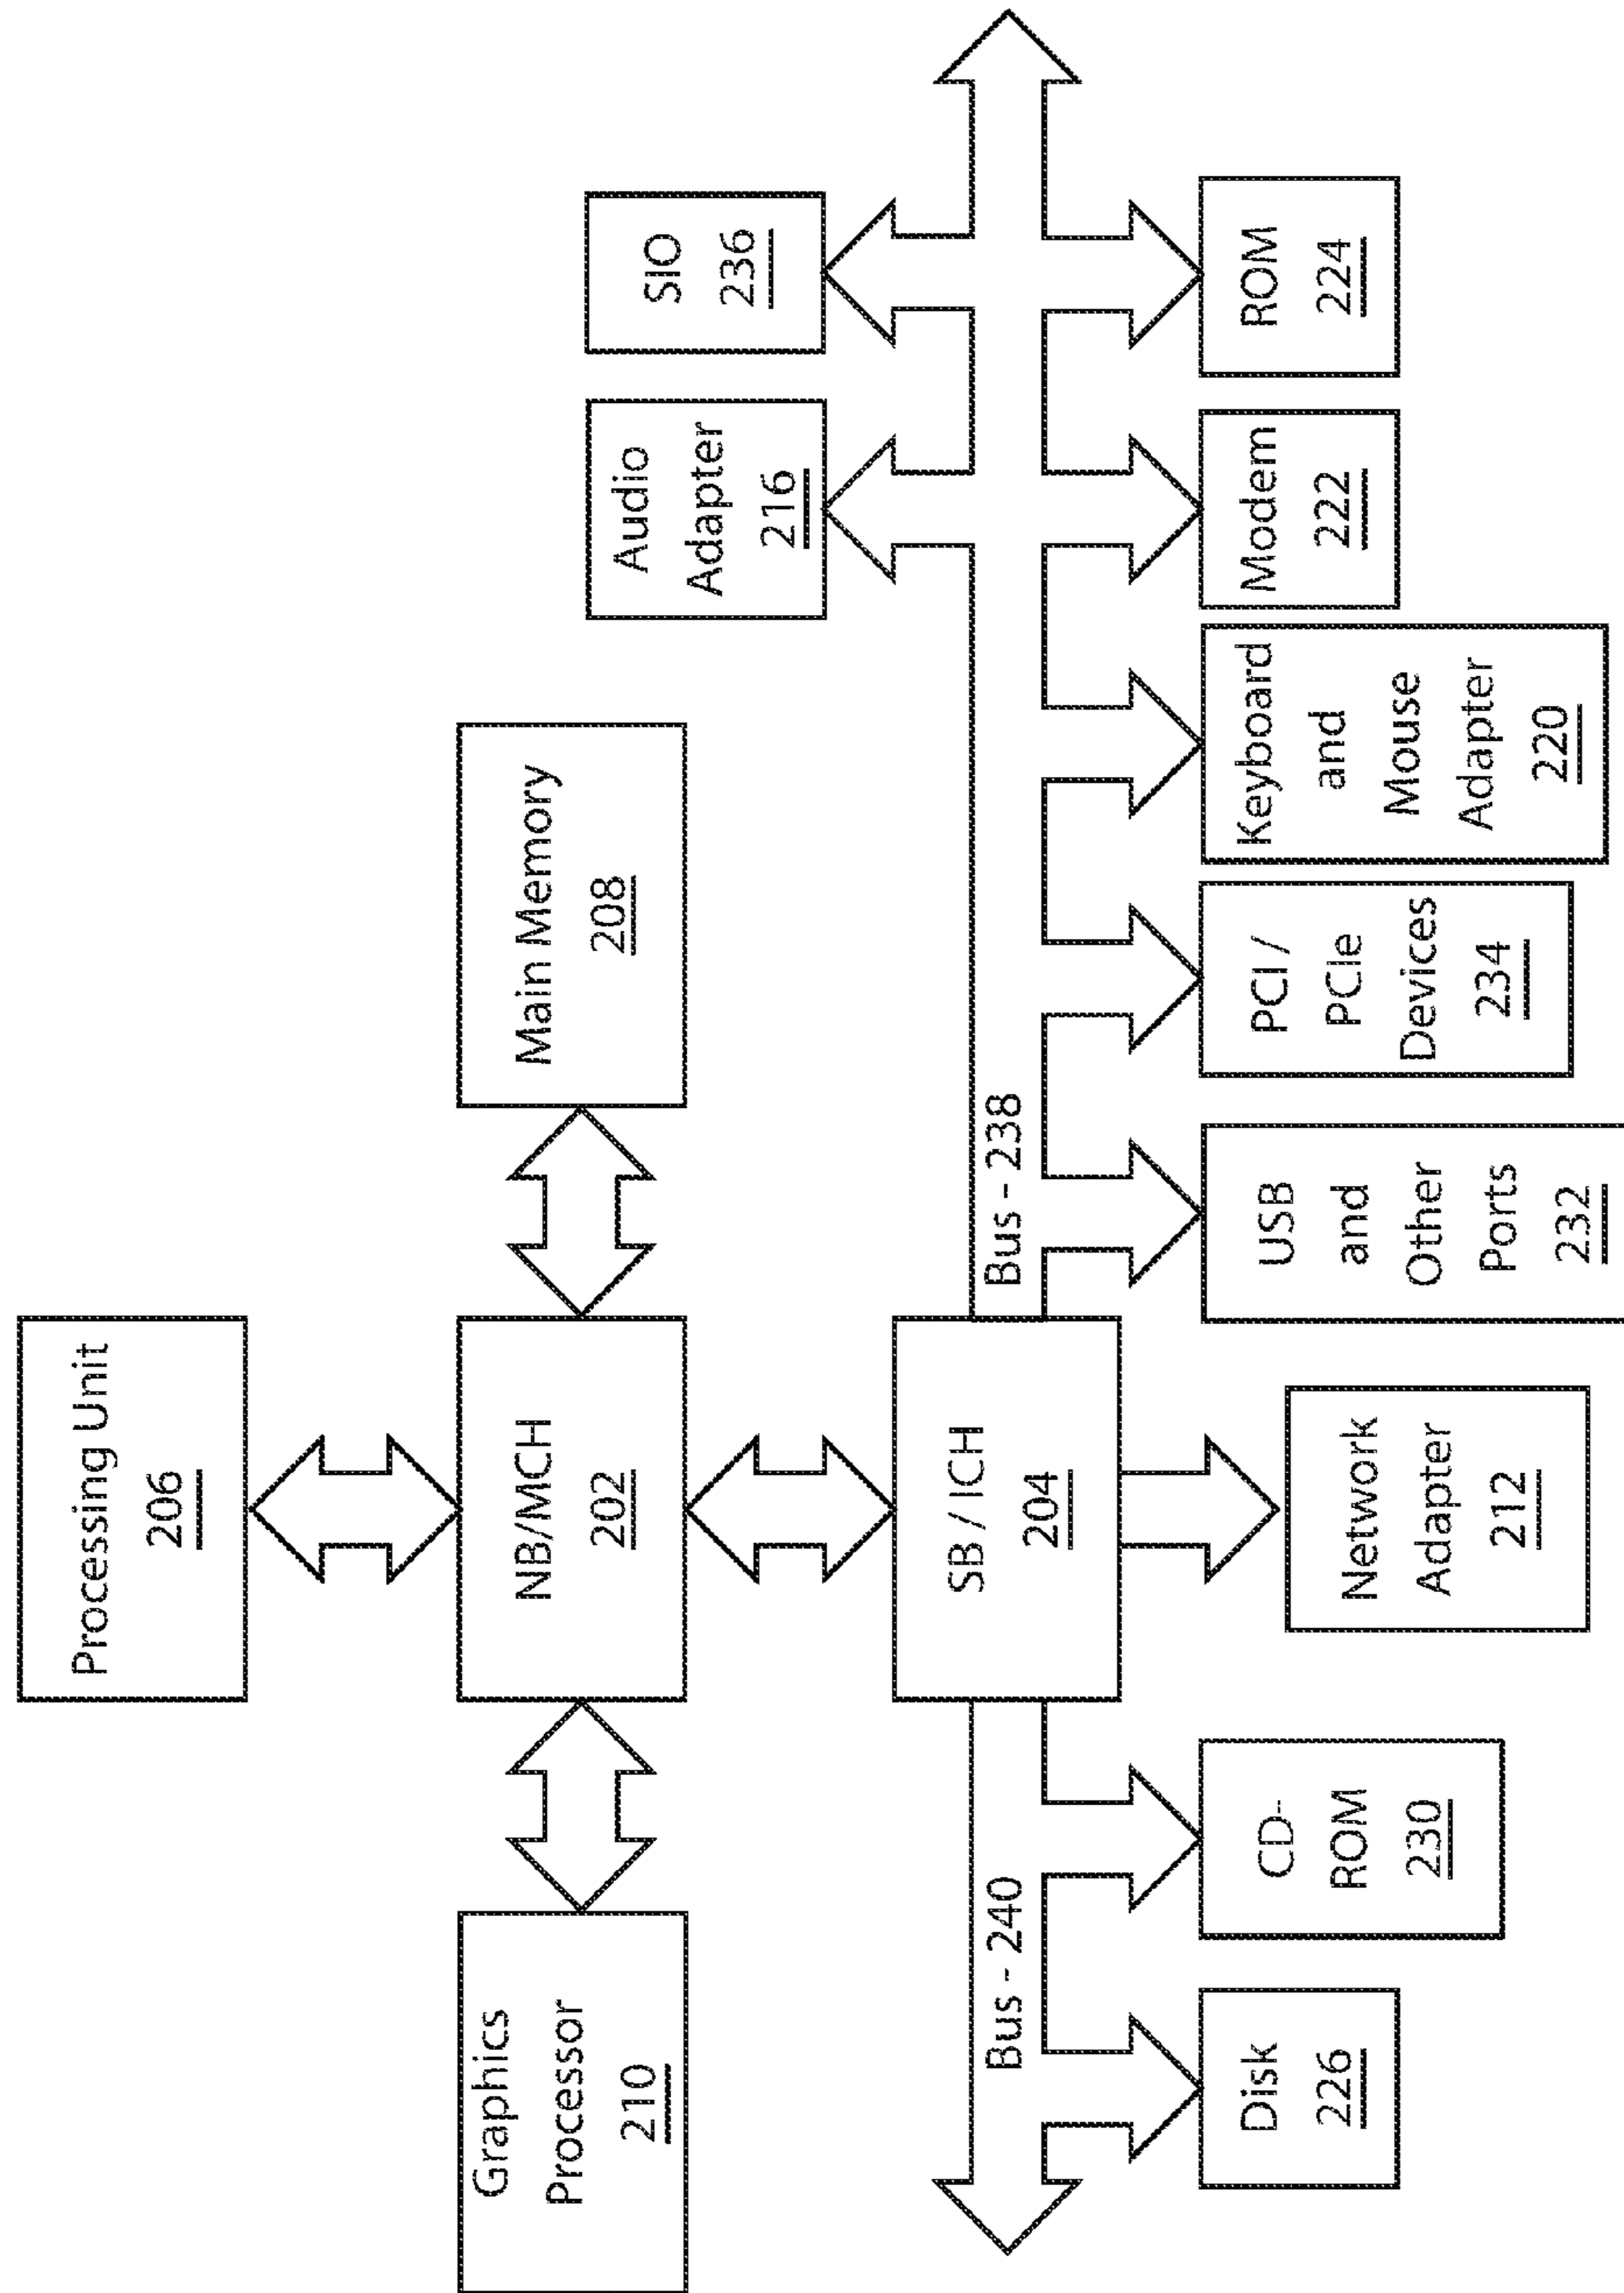 Processing Unit
206
Graphics
Processor
210
NB/MCH
202
Main Memory
208
Audio
Adapter
216
SIO
236
SB / ICH
204
Bus - 240
Bus - 238
Disk
226
CD-
ROM
230
Network
Adapter
212
USB
and
Other
Ports
232
PCI /
PCIe
Devices
234
Keyboard
and
Mouse
Adapter
220
Modem
222
ROM
224